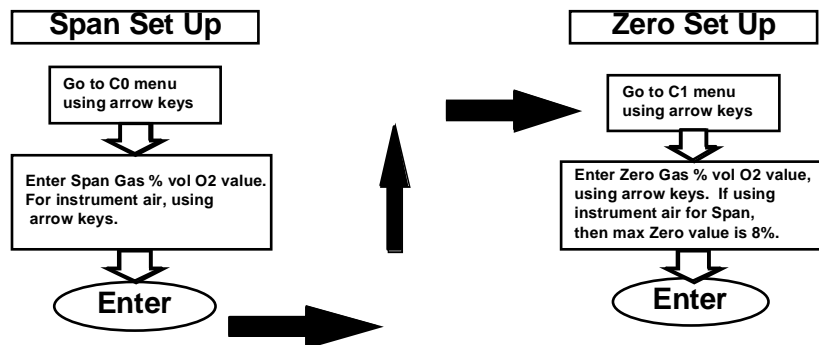 Span Set Up
Go to C0 menu
using arrow keys
Enter Span Gas % vol O2 value.
For instrument air, using
arrow keys.
Enter
Zero Set Up
Go to C1 menu
using arrow keys
Enter Zero Gas % vol O2 value,
using arrow keys. If using
instrument air for Span,
then max Zero value is 8%.
Enter